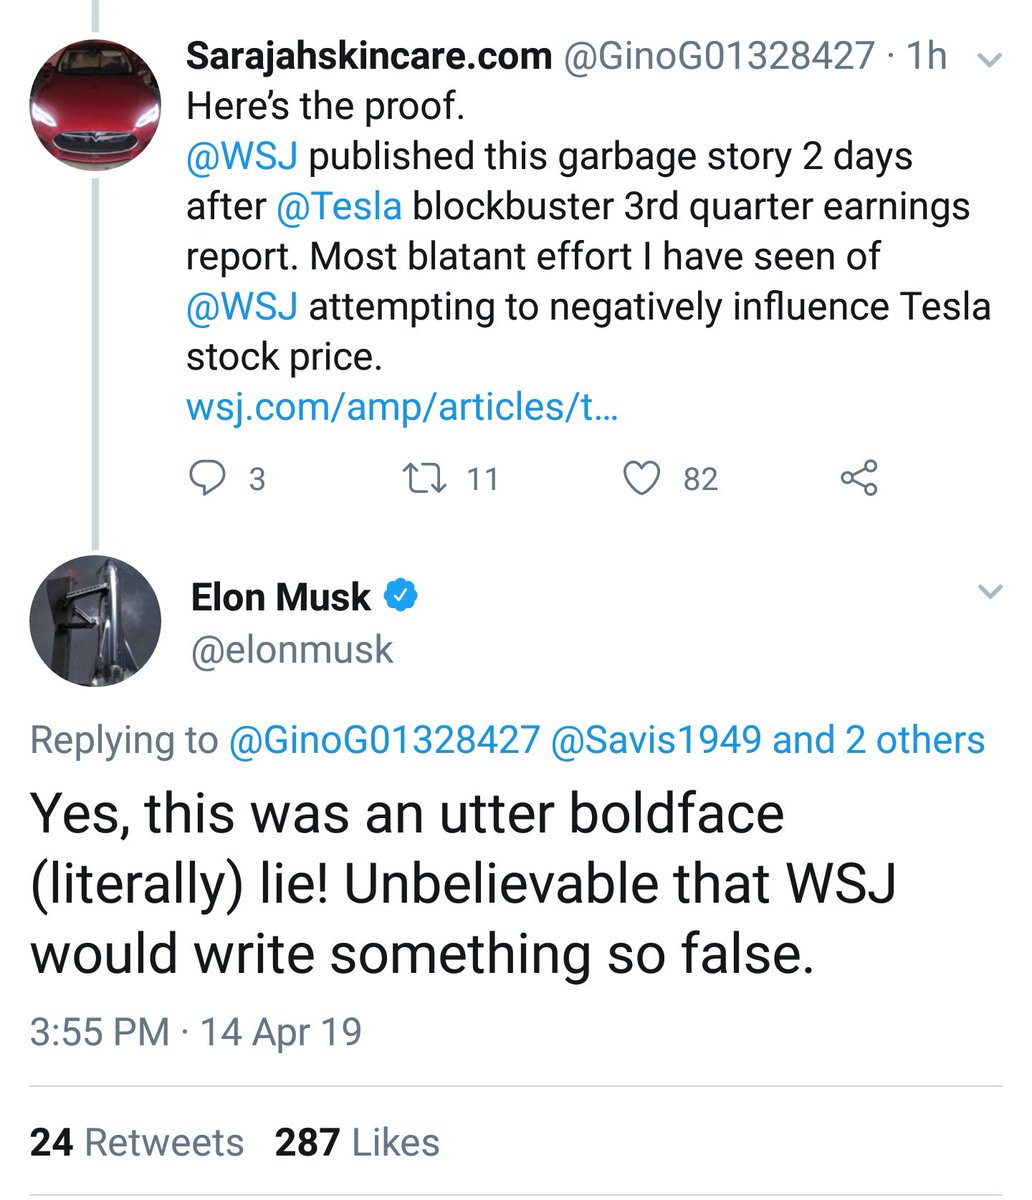 Sarajahskincare.com @GinoG01328427 · 1h
Here’s the proof.
@WSJ published this garbage story 2 days
after @Tesla blockbuster 3rd quarter earnings
report. Most blatant effort I have seen of
@WSJ attempting to negatively influence Tesla
stock price.
wsj.com/amp/articles/t…
3 11 82
Elon Musk
@elonmusk
Replying to @GinoG01328427 @Savis1949 and 2 others
Yes, this was an utter boldface
(literally) lie! Unbelievable that WSJ
would write something so false.
3:55 PM · 14 Apr 19
24 Retweets 287 Likes